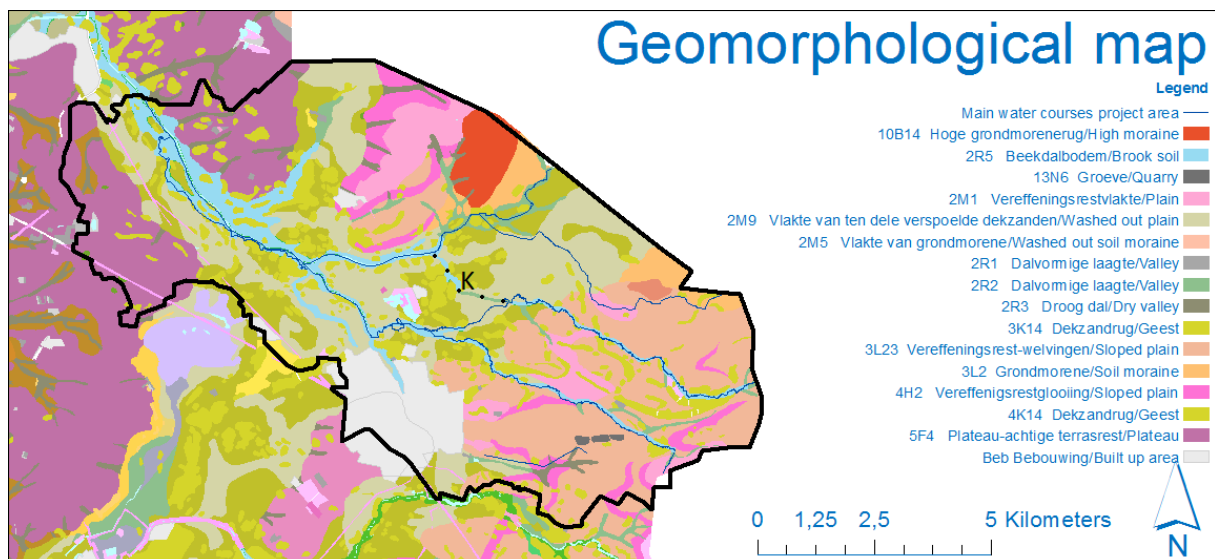 Geomorphological map
Legend
Main water courses project area
10B14 Hoge grondmorenerug/High moraine
2R5 Beekdalbodem/Brook soil
13N6 Groeve/Quarry
2M1 Vereffeningsrestvlakte/Plain
2M9 Vlakte van ten dele verspoelde dekzanden/Washed out plain
2M5 Vlakte van grondmorene/Washed out soil moraine
2R1 Dalvormige laagte/Valley
2R2 Dalvormige laagte/Valley
2R3 Droog dal/Dry valley
3K14 Dekzandrug/Geest
3L23 Vereffeningsrest-welvingen/Sloped plain
3L2 Grondmorene/Soil moraine
4H2 Vereffenigsrestglooiing/Sloped plain
4K14 Dekzandrug/Geest
5F4 Plateau-achtige terrasrest/Plateau
Beb Bebouwing/Built up area
K
0 1,25 2,5 5 Kilometers
N